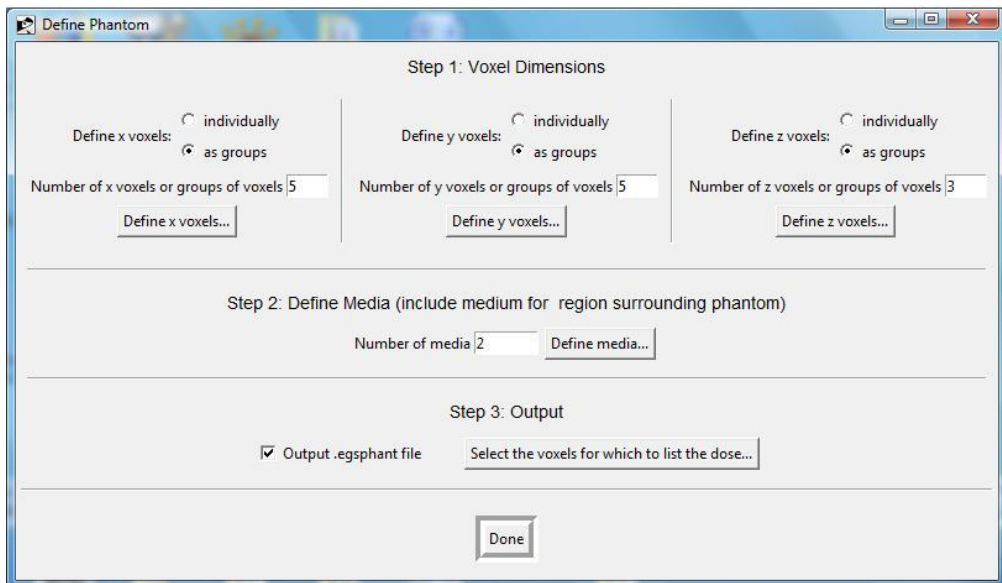 Define Phantom
Step 1: Voxel Dimensions
Define x voxels:
individually
as groups
Number of x voxels or groups of voxels 5
Define x voxels...
Define y voxels:
individually
as groups
Number of y voxels or groups of voxels 5
Define y voxels...
Define z voxels:
individually
as groups
Number of z voxels or groups of voxels 3
Define z voxels...
Step 2: Define Media (include medium for region surrounding phantom)
Number of media 2 Define media...
Step 3: Output
Output .egsphant file Select the voxels for which to list the dose...
Done